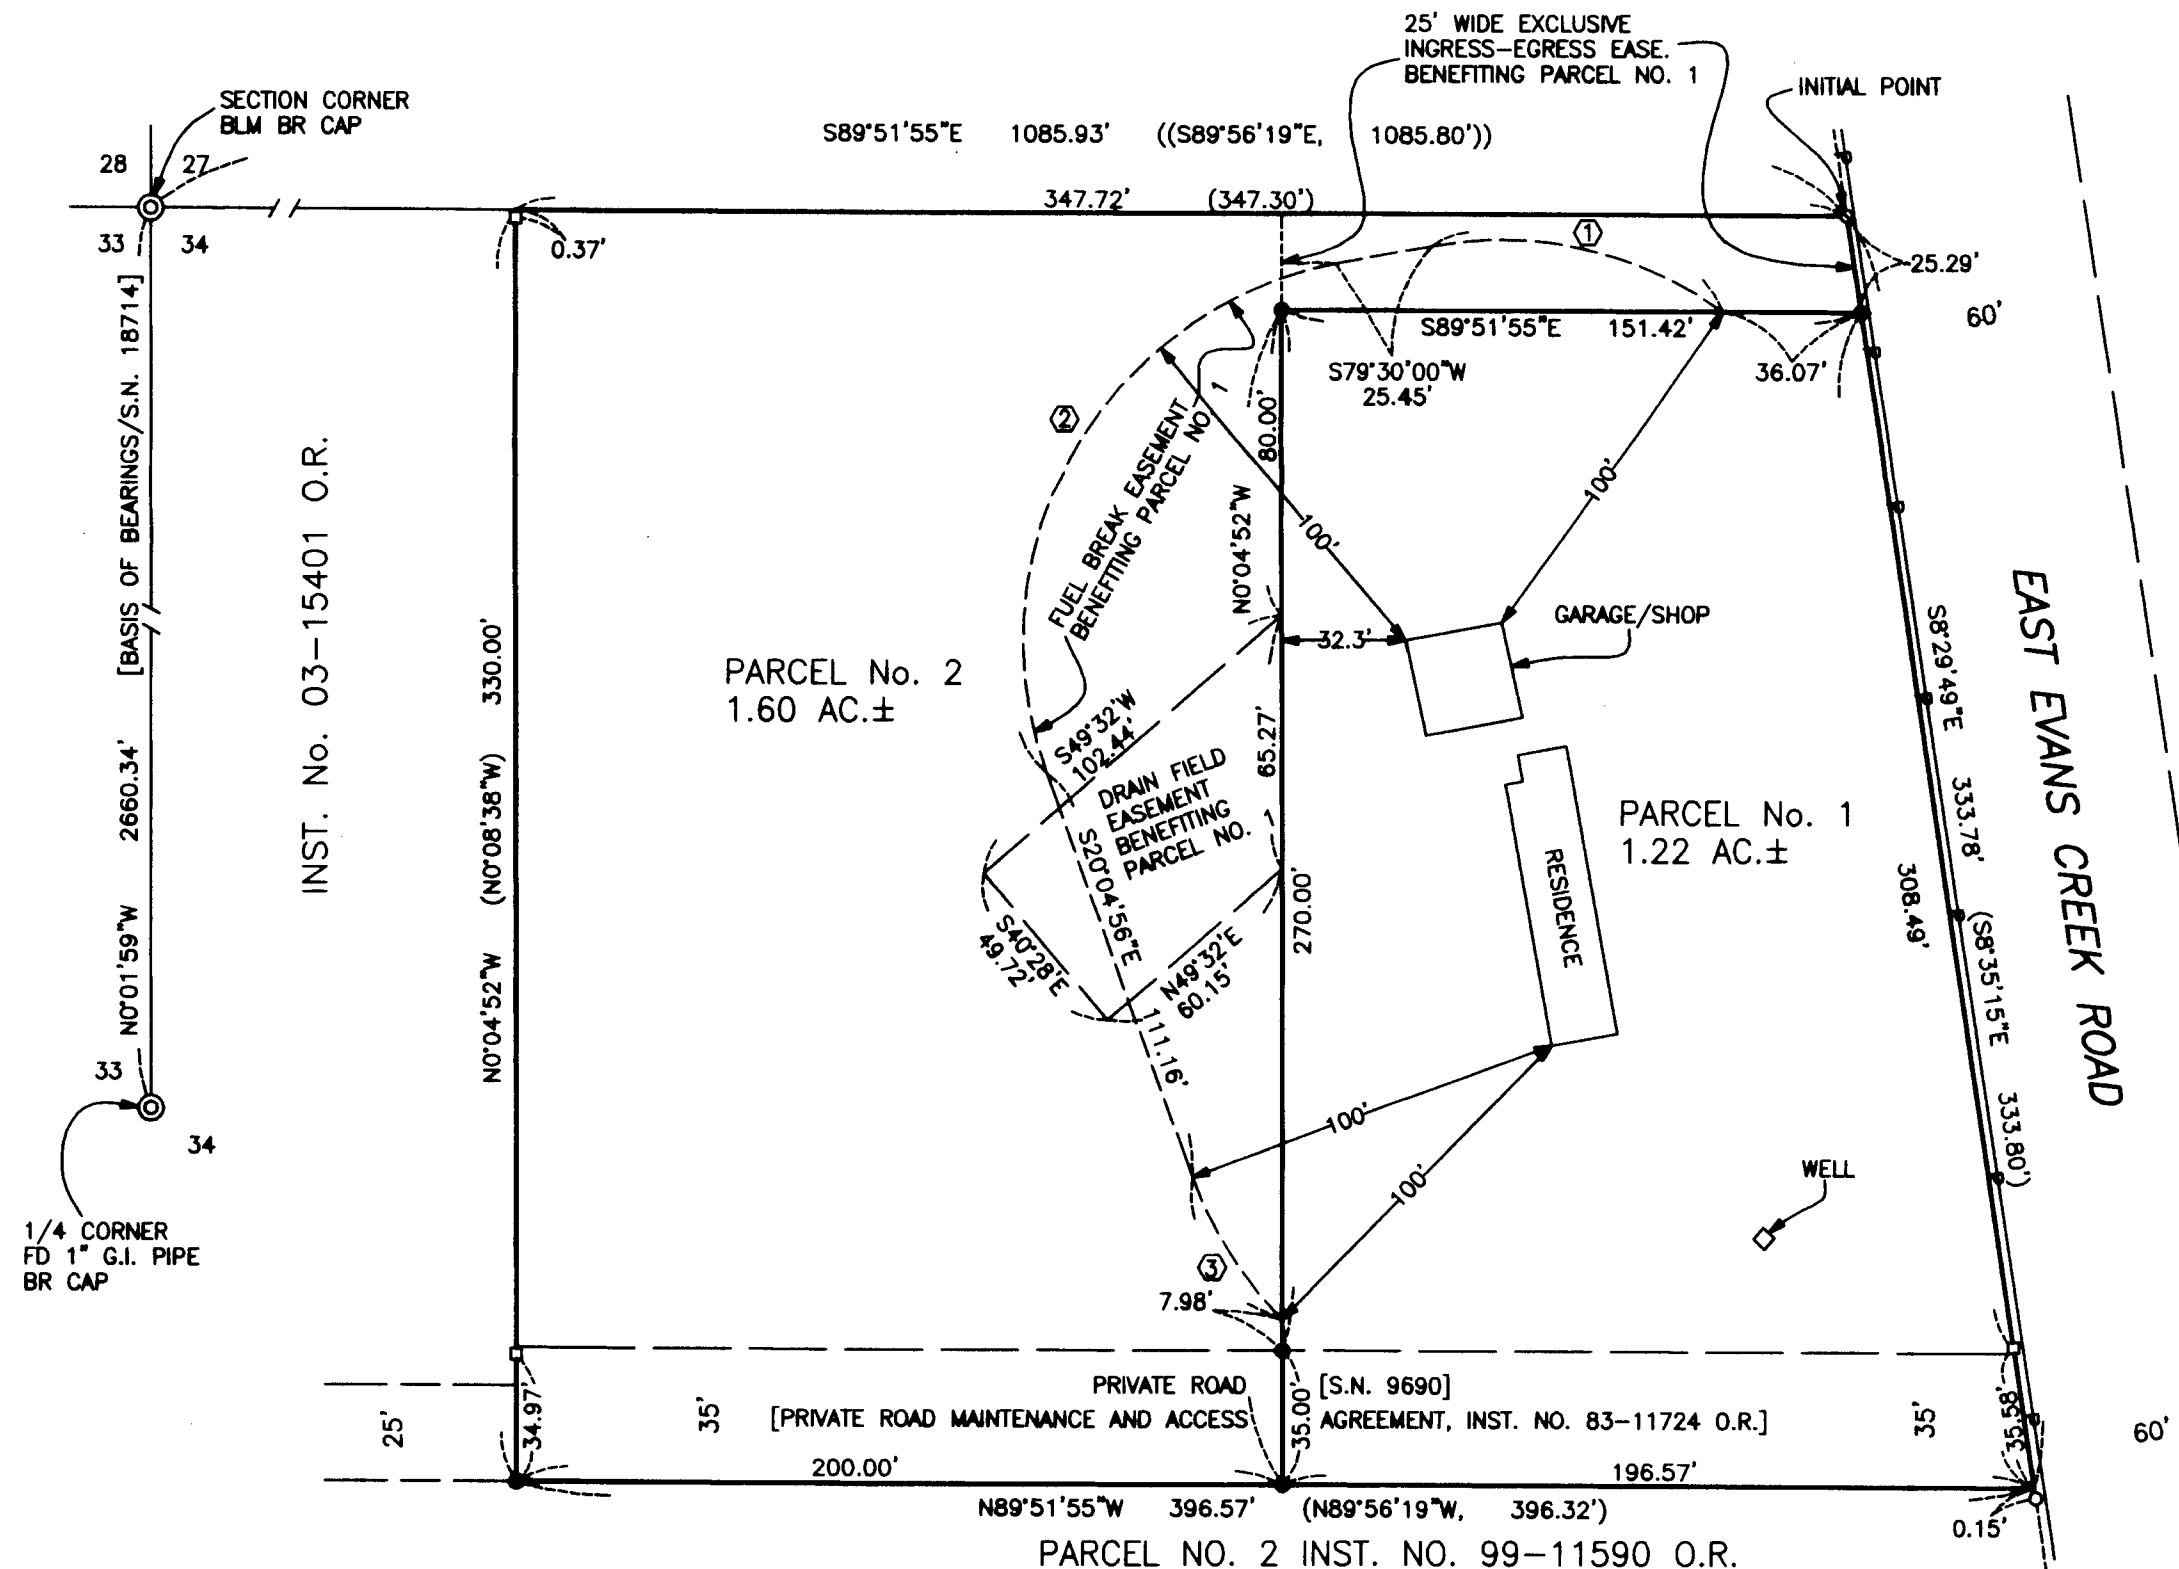 25' WIDE EXCLUSIVE
INGRESS-EGRESS EASE.
BENEFITING PARCEL NO. 1
INITIAL POINT
SECTION CORNER
BLM BR CAP
S89°51'55"E 1085.93' ((S89°56'19"E, 1085.80'))
28 27
33 34
347.72' (347.30')
0.37'
1
25.29'
60'
S89°51'55"E 151.42'
S79°30'00"W
25.45'
36.07'
[BASIS OF BEARINGS/S.N. 18714]
N0°01'59"W 2660.34'
INST. No. 03-15401 O.R.
N0°04'52"W (N0°08'38"W) 330.00'
2
FUEL BREAK EASEMENT
BENEFITING PARCEL NO. 1
80.00'
N0°04'52"W
100'
100'
32.3'
GARAGE/SHOP
PARCEL No. 2
1.60 AC.±
65.27'
S49°32'W
102.44'
DRAIN FIELD
EASEMENT
BENEFITING
PARCEL NO. 1
S20°04'56"E 111.16'
270.00'
S40°28'E
49.72'
N49°32'E
60.15'
RESIDENCE
PARCEL No. 1
1.22 AC.±
EAST EVANS CREEK ROAD
S8°29'49"E 333.78' (S8°35'15"E 333.80')
308.49'
33
34
1/4 CORNER
FD 1" G.I. PIPE
BR CAP
100'
100'
WELL
3
7.98'
PRIVATE ROAD [S.N. 9690]
[PRIVATE ROAD MAINTENANCE AND ACCESS AGREEMENT, INST. NO. 83-11724 O.R.]
25'
34.97'
35'
35.00'
35'
35.58'
60'
200.00'
196.57'
N89°51'55"W 396.57' (N89°56'19"W, 396.32')
0.15'
PARCEL NO. 2 INST. NO. 99-11590 O.R.